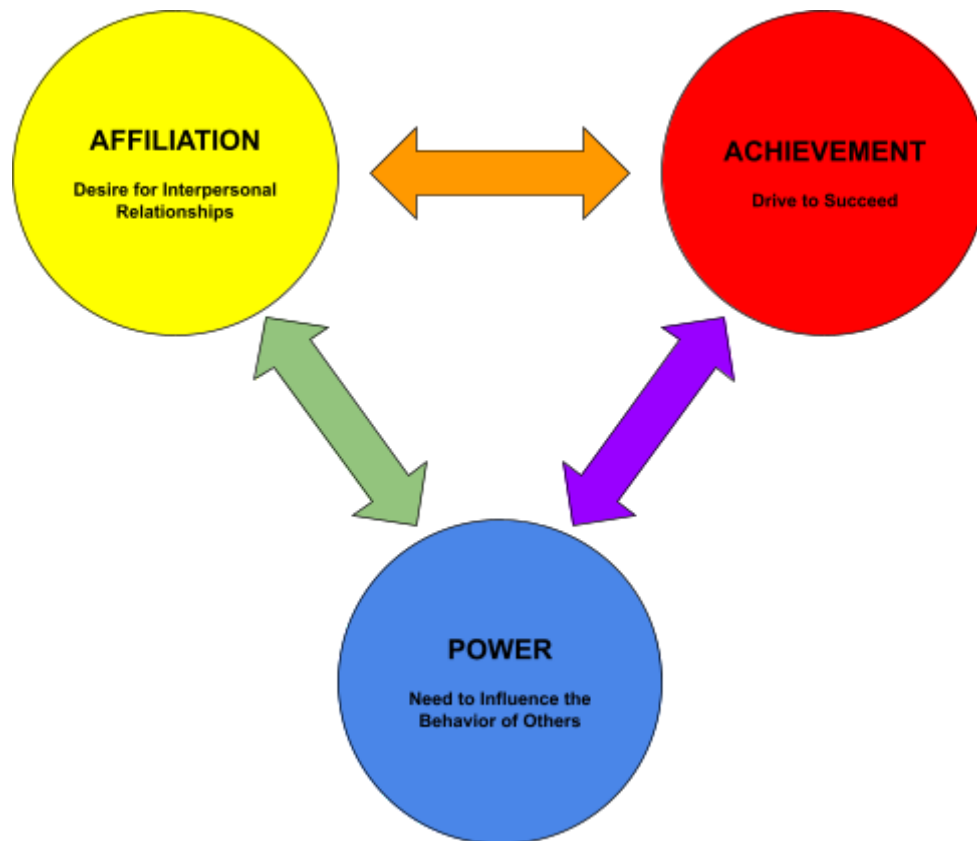 AFFILIATION
Desire for Interpersonal
Relationships
ACHIEVEMENT
Drive to Succeed
POWER
Need to Influence the
Behavior of Others